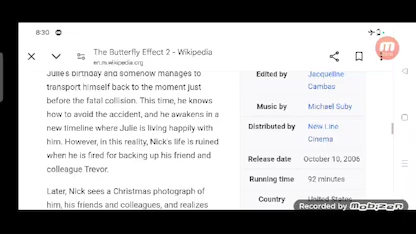 8:30
The Butterfly Effect 2 - Wikipedia
en.m.wikipedia.org
Julie's birthday and somehow manages to
transport himself back to the moment just
before the fatal collision. This time, he knows
how to avoid the accident, and he awakens in a
new timeline where Julie is living happily with
him. However, in this reality, Nick's life is ruined
when he is fired for backing up his friend and
colleague Trevor.
Later, Nick sees a Christmas photograph of
him, his friends and colleagues, and realizes
Edited by Jacqueline
Cambas
Music by Michael Suby
Distributed by New Line
Cinema
Release date October 10, 2006
Running time 92 minutes
Country United States
Recorded by Mobizen